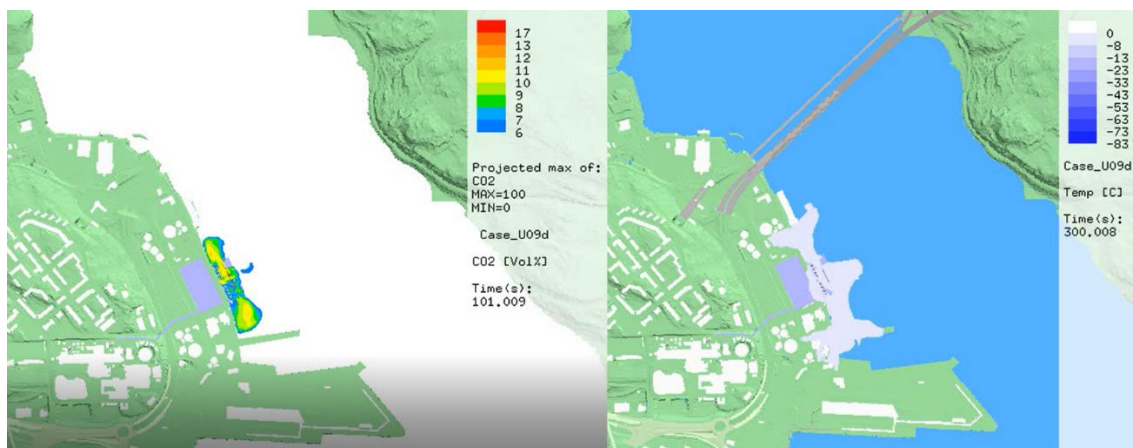 17
13
12
11
10
9
8
7
6
Projected max of:
CO2
MAX=100
MIN=0
Case_U09d
CO2 [Vol%]
Time(s):
101.009
0
-8
-13
-23
-33
-43
-53
-63
-73
-83
Case_U09d
Temp [C]
Time(s):
300.008